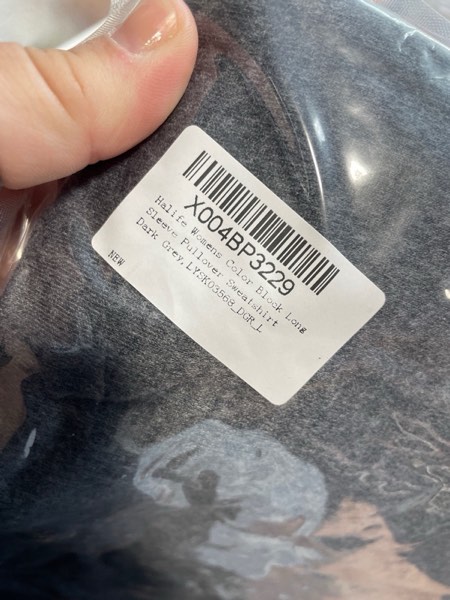 X004BP3229
Halife Womens Color Block Long
Sleeve Pullover Sweatshirt
Dark Grey,LYSK03568_DGR_L
NEW